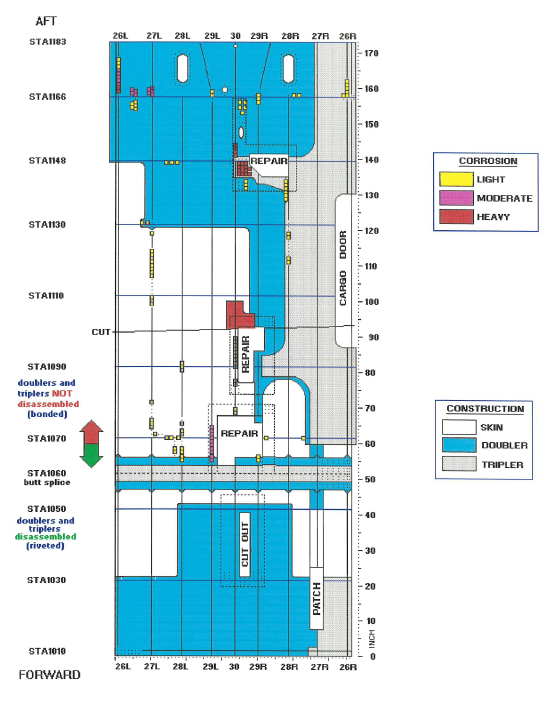 AFT
STA1183
26L 27L 28L 29L 30 29R 28R 27R 26R
170
160
STA1166
150
STA1148
REPAIR
140
130
STA1130
120
110
STA1110
100
CARGO DOOR
CUT
90
REPAIR
STA1090
80
doublers and
triplers NOT
disassembled
(bonded)
70
REPAIR
STA1070
60
STA1060
butt splice
50
STA1050
40
doublers and
triplers
disassembled
(riveted)
CUT OUT
30
STA1030
20
PATCH
10
INCH
STA1010
0
26L 27L 28L 29L 30 29R 28R 27R 26R
FORWARD
CORROSION
LIGHT
MODERATE
HEAVY
CONSTRUCTION
SKIN
DOUBLER
TRIPLER